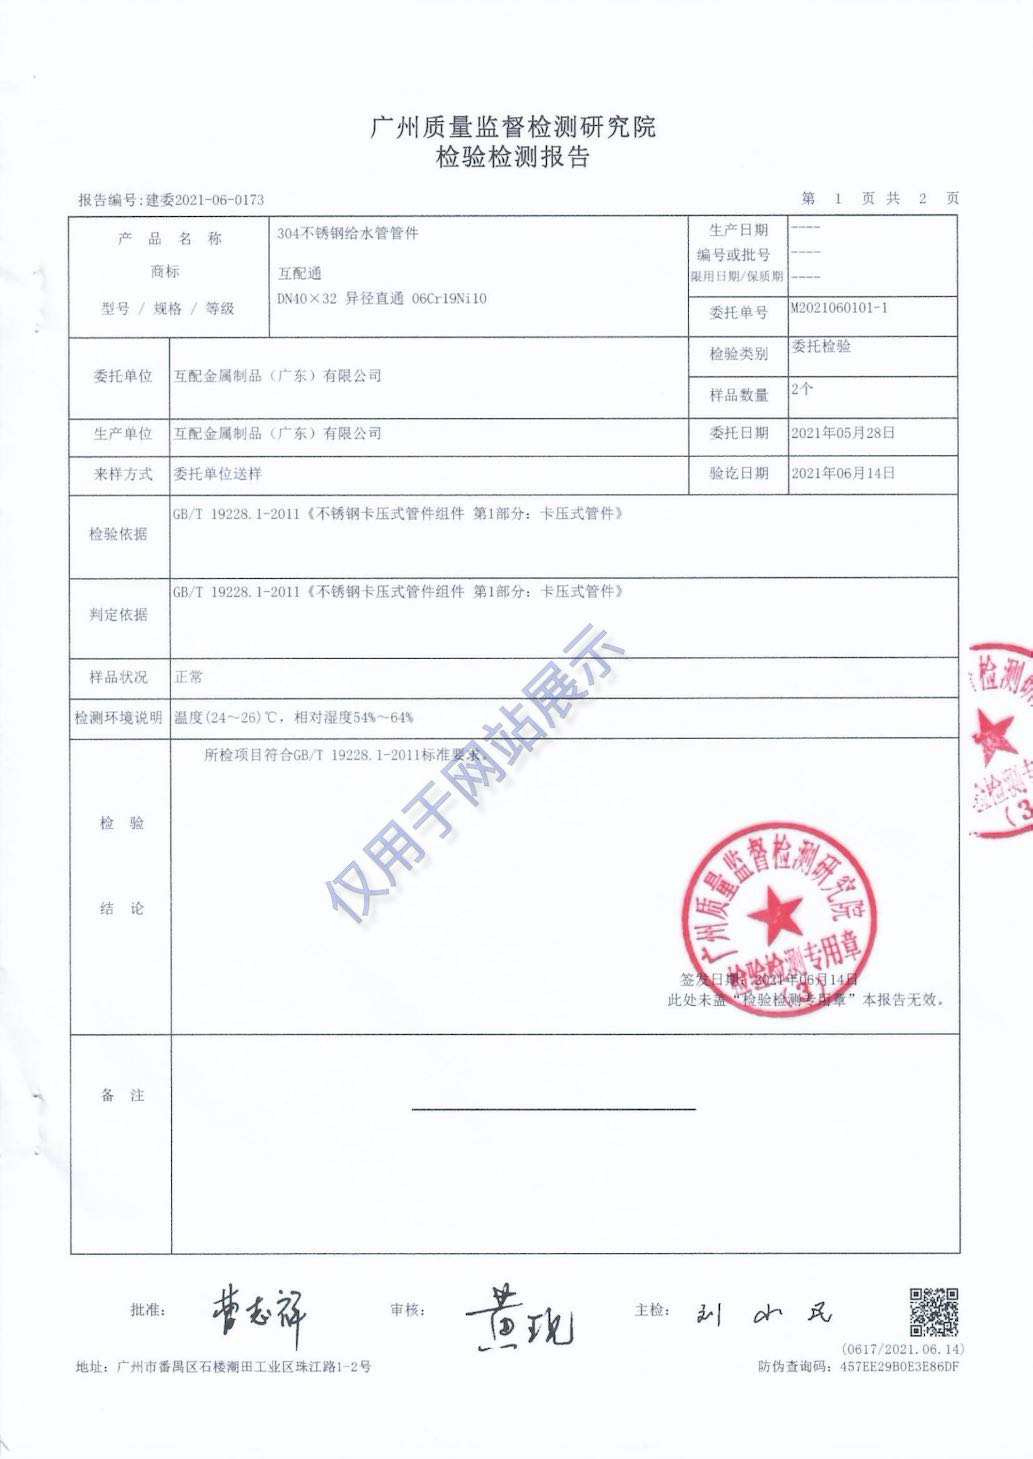 广州质量监督检测研究院
检验检测报告
报告编号:建委2021-06-0173
第 1 页 共 2 页
产品名称
商标
型号 / 规格 / 等级
304不锈钢给水管管件
互配通
DN40×32 异径直通 06Cr19Ni10
生产日期 ----
编号或批号 ----
限用日期/保质期 ----
委托单号 M2021060101-1
委托单位 互配金属制品（广东）有限公司
检验类别 委托检验
样品数量 2个
生产单位 互配金属制品（广东）有限公司
委托日期 2021年05月28日
来样方式 委托单位送样
验讫日期 2021年06月14日
检验依据 GB/T 19228.1-2011《不锈钢卡压式管件组件 第1部分：卡压式管件》
判定依据 GB/T 19228.1-2011《不锈钢卡压式管件组件 第1部分：卡压式管件》
样品状况 正常
检测环境说明 温度(24～26)℃，相对湿度54%～64%
检验
结论
所检项目符合GB/T 19228.1-2011标准要求。
仅用于网站展示
广州质量监督检测研究院
检验检测专用章
(3)
签发日期：2021年06月14日
此处未盖“检验检测专用章”本报告无效。
检测研
检验检测专
(3
备注
批准： 曹志祥
审核： 黄现
主检： 刘小民
(0617/2021.06.14)
地址：广州市番禺区石楼潮田工业区珠江路1-2号
防伪查询码：457EE29B0E3E86DF